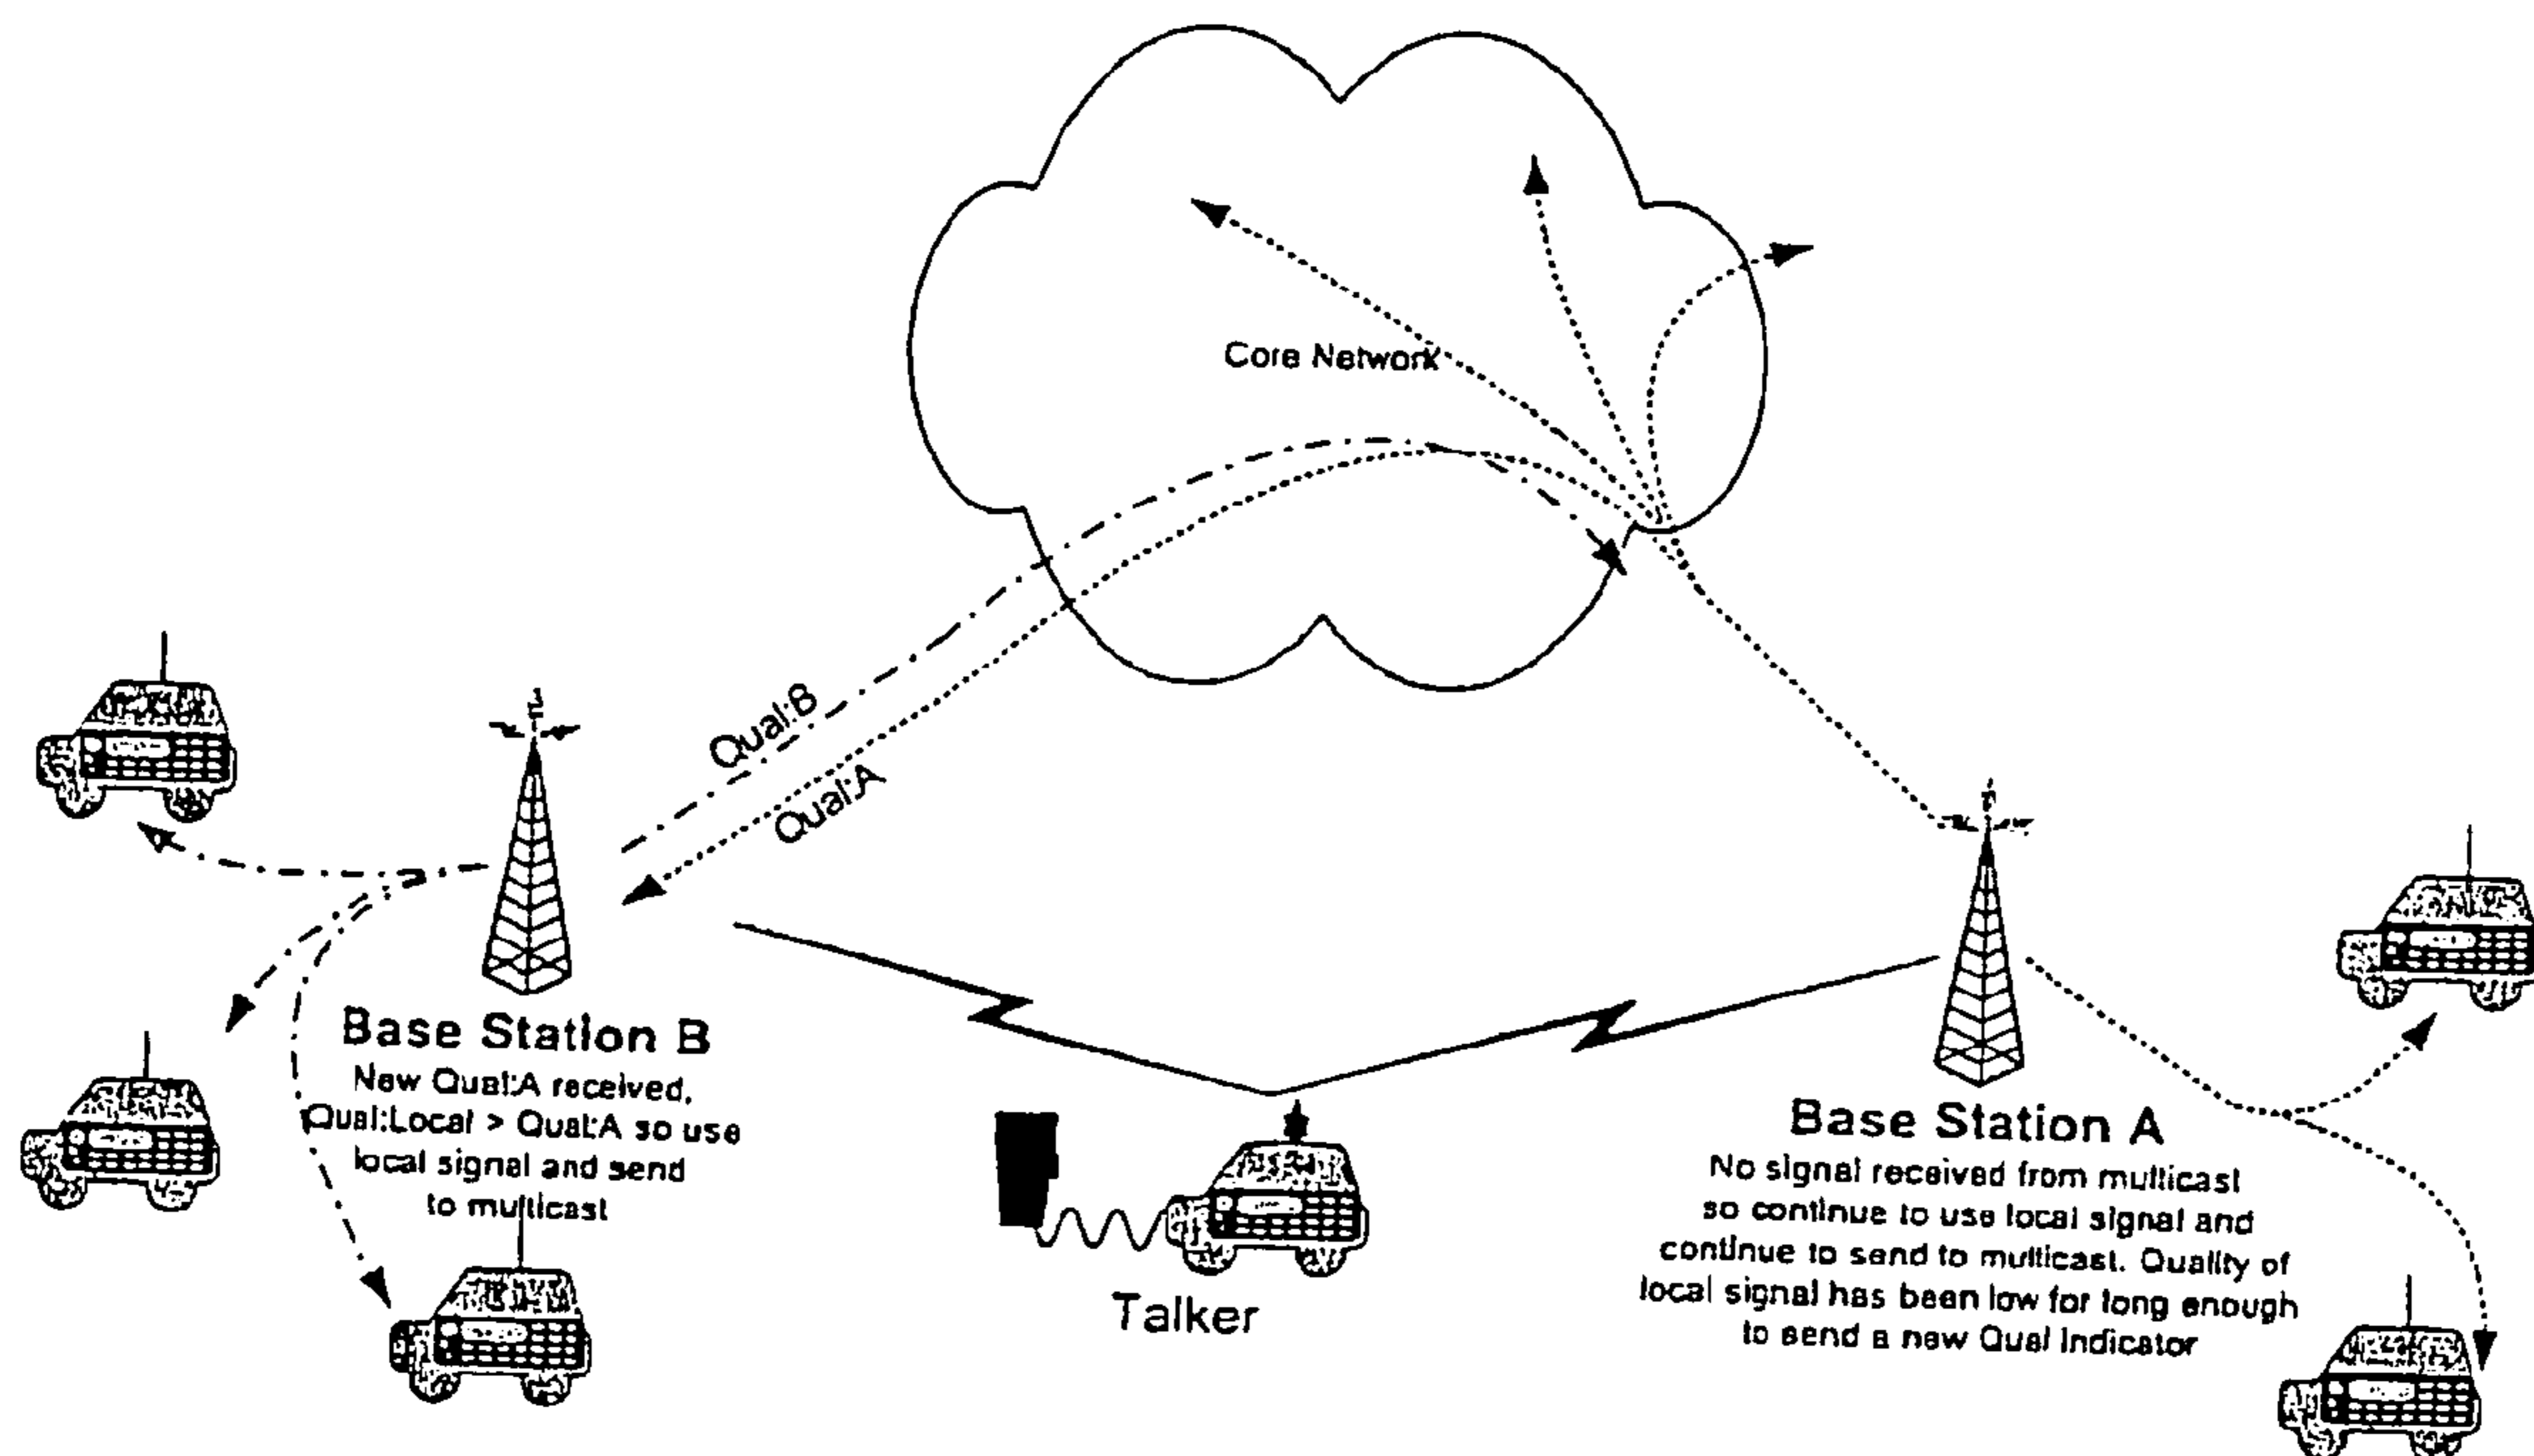 Core Network
Qual:B
Qual:A
Base Station B
New Qual:A received,
Qual:Local > Qual:A so use
local signal and send
to multicast
Talker
Base Station A
No signal received from multicast
so continue to use local signal and
continue to send to multicast. Quality of
local signal has been low for long enough
to send a new Qual Indicator